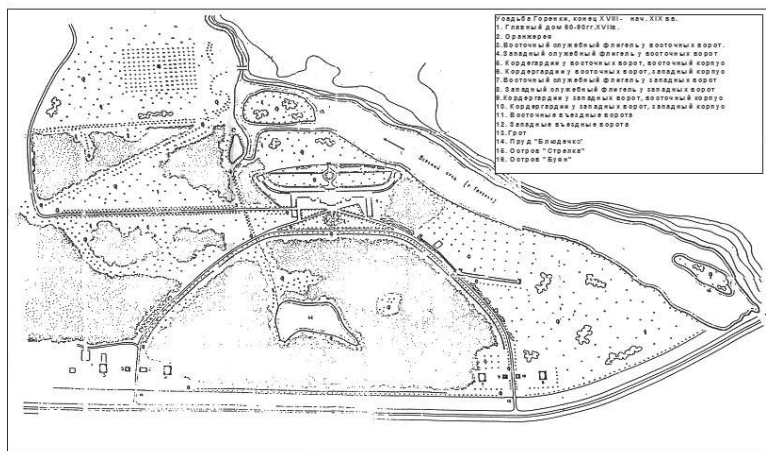 Усадьба Горенки, конец XVIII - нач. XIX вв.
1. Главный дом 80-90гг.XVIIв.
2. Оранжерея
3.Восточный служебный флигель у восточных ворот.
4.Западный служебный флигель у восточных ворот
5. Кордегардии у восточных ворот, восточный корпус
6. Кордергардии у восточных ворот, западный корпус
7.Восточный служебный флигель у западных ворот
8. Западный служебный флигель у западных ворот
9.Кордергардии у западных ворот, восточный корпус
10. Кордергардии у западных ворот, западный корпус
11. Восточные въездные ворота
12. Западные въездные ворота
13.Грот
14. Пруд "Блюдечко"
15. Остров "Стрелка"
16. Остров "Буян"